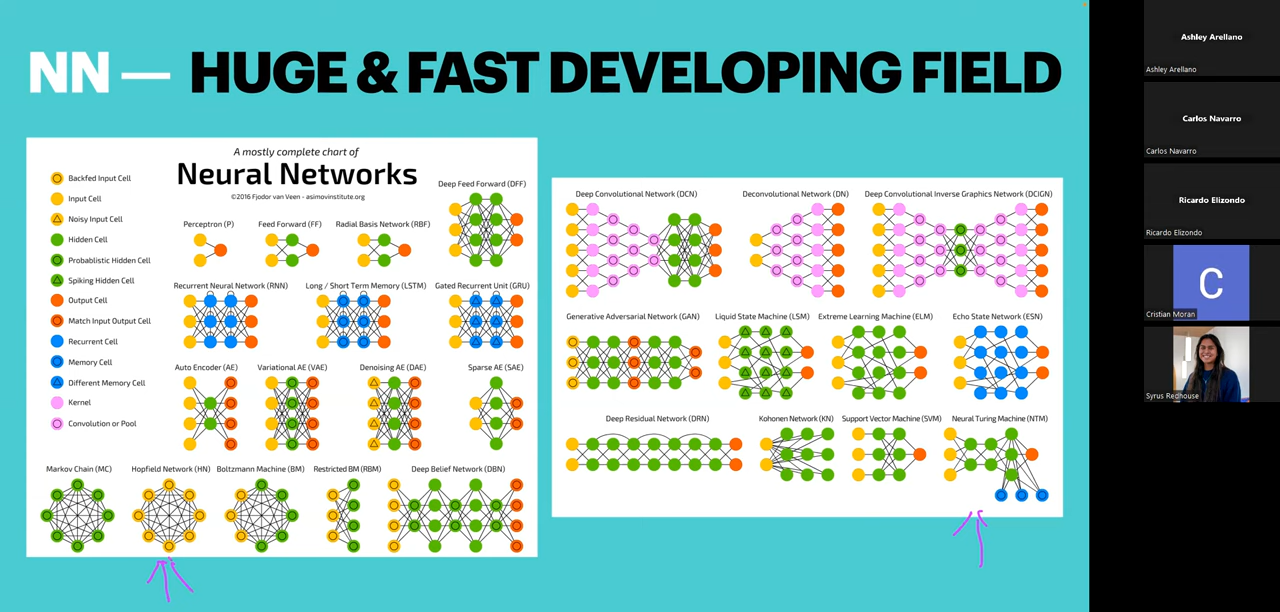 NN — HUGE & FAST DEVELOPING FIELD
A mostly complete chart of
Neural Networks
©2016 Fjodor van Veen - asimovinstitute.org
Backfed Input Cell
Input Cell
Noisy Input Cell
Hidden Cell
Probablistic Hidden Cell
Spiking Hidden Cell
Output Cell
Match Input Output Cell
Recurrent Cell
Memory Cell
Different Memory Cell
Kernel
Convolution or Pool
Deep Feed Forward (DFF)
Perceptron (P)
Feed Forward (FF)
Radial Basis Network (RBF)
Recurrent Neural Network (RNN)
Long / Short Term Memory (LSTM)
Gated Recurrent Unit (GRU)
Auto Encoder (AE)
Variational AE (VAE)
Denoising AE (DAE)
Sparse AE (SAE)
Markov Chain (MC)
Hopfield Network (HN)
Boltzmann Machine (BM)
Restricted BM (RBM)
Deep Belief Network (DBN)
Deep Convolutional Network (DCN)
Deconvolutional Network (DN)
Deep Convolutional Inverse Graphics Network (DCIGN)
Generative Adversarial Network (GAN)
Liquid State Machine (LSM)
Extreme Learning Machine (ELM)
Echo State Network (ESN)
Deep Residual Network (DRN)
Kohonen Network (KN)
Support Vector Machine (SVM)
Neural Turing Machine (NTM)
Ashley Arellano
Ashley Arellano
Carlos Navarro
Carlos Navarro
Ricardo Elizondo
Ricardo Elizondo
C
Cristian Moran
Syrus Redhouse